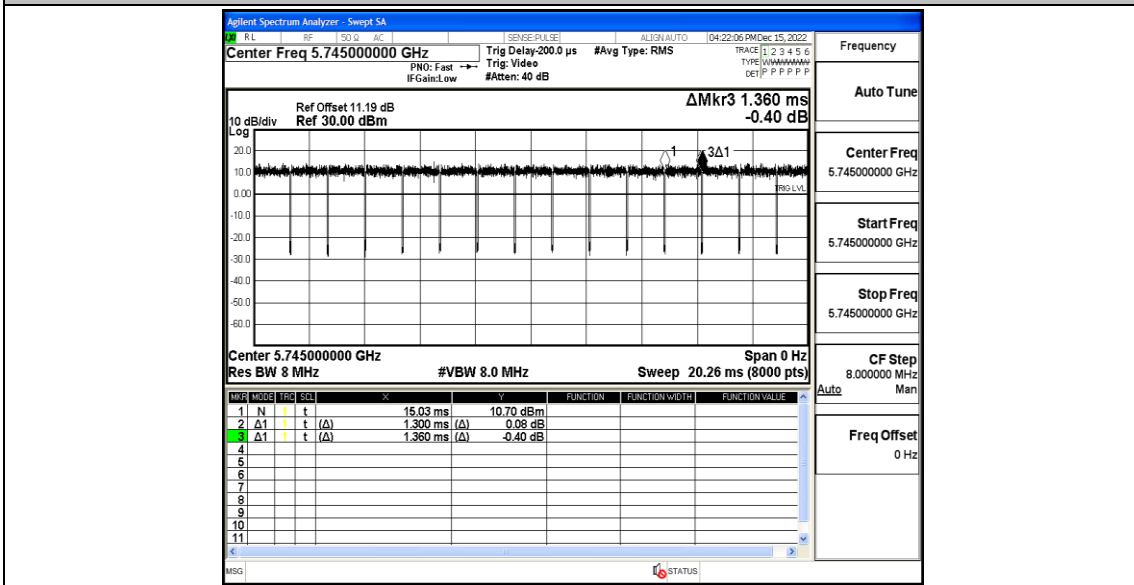 Agilent Spectrum Analyzer - Swept SA
LXI RL RF 50 Ω AC SENSE:PULSE ALIGN AUTO 04:22:06 PM Dec 15, 2022
Center Freq 5.745000000 GHz
PNO: Fast
IFGain:Low
Trig Delay-200.0 µs
Trig: Video
#Atten: 40 dB
#Avg Type: RMS
TRACE 1 2 3 4 5 6
TYPE WWWWWW
DET P P P P P P
Frequency
Auto Tune
Ref Offset 11.19 dB
10 dB/div Ref 30.00 dBm
Log
ΔMkr3 1.360 ms
-0.40 dB
20.0
10.0
0.00
-10.0
-20.0
-30.0
-40.0
-50.0
-60.0
1
3Δ1
TRIG LVL
Center Freq
5.745000000 GHz
Start Freq
5.745000000 GHz
Stop Freq
5.745000000 GHz
Center 5.745000000 GHz Span 0 Hz
Res BW 8 MHz #VBW 8.0 MHz Sweep 20.26 ms (8000 pts)
CF Step
8.000000 MHz
Auto Man
MKR MODE TRC SCL X Y FUNCTION FUNCTION WIDTH FUNCTION VALUE
1 N 1 t 15.03 ms 10.70 dBm
2 Δ1 1 t (Δ) 1.300 ms (Δ) 0.08 dB
3 Δ1 1 t (Δ) 1.360 ms (Δ) -0.40 dB
4
5
6
7
8
9
10
11
Freq Offset
0 Hz
MSG STATUS